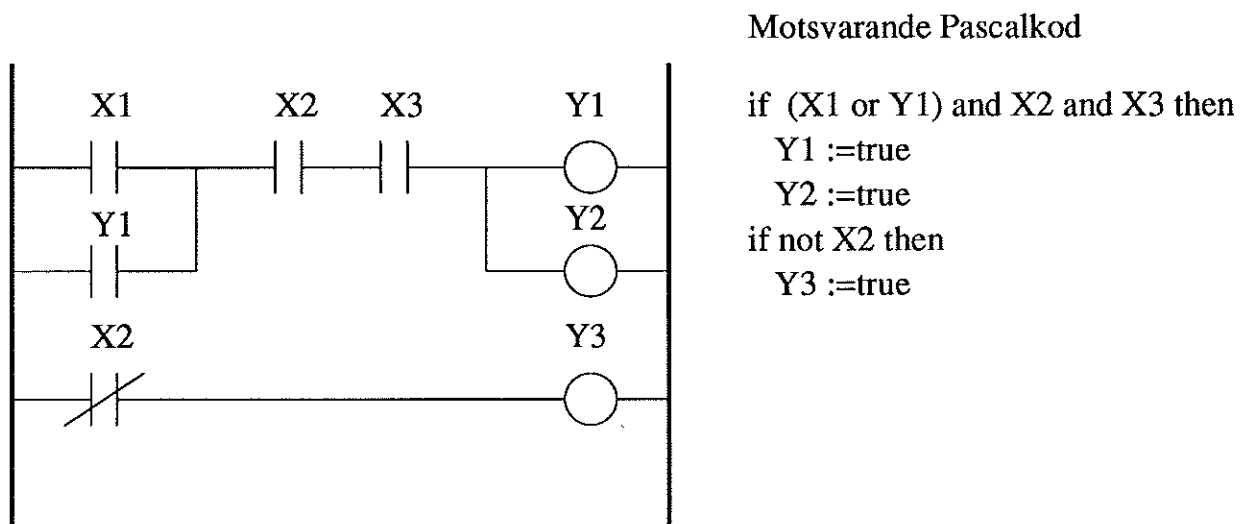 Motsvarande Pascalkod
X1 X2 X3 Y1
if (X1 or Y1) and X2 and X3 then
Y1 :=true
Y2 :=true
Y1 Y2
if not X2 then
Y3 :=true
X2 Y3